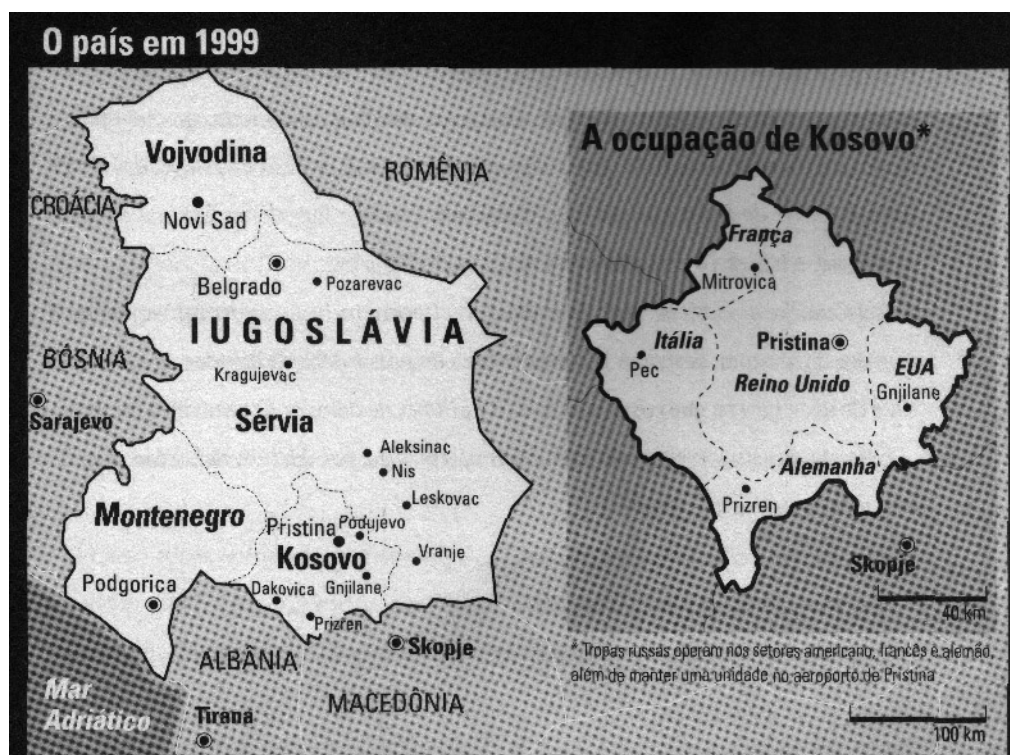 O país em 1999
Vojvodina
Novi Sad
CROÁCIA
ROMÊNIA
Belgrado
Pozarevac
IUGOSLÁVIA
BÓSNIA
Kragujevac
Sarajevo
Sérvia
Aleksinac
Nis
Leskovac
Montenegro
Pristina
Podujevo
Kosovo
Vranje
Podgorica
Dakovica
Gnjilane
Prizren
Skopje
ALBÂNIA
MACEDÔNIA
Mar
Adriático
Tirana
A ocupação de Kosovo*
França
Mitrovica
Itália
Pec
Pristina
Reino Unido
EUA
Gnjilane
Alemanha
Prizren
Skopje
40 km
* Tropas russas operam nos setores americano, francês e alemão,
além de manter uma unidade no aeroporto de Pristina
100 km